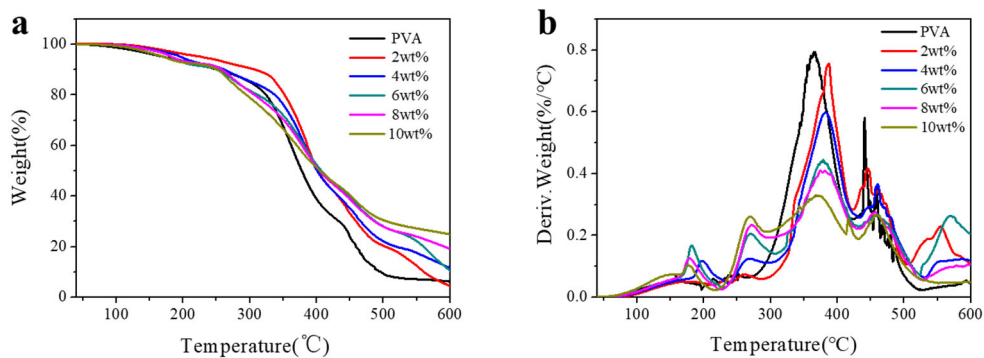 a
100
80
60
40
20
0
Weight(%)
PVA
2wt%
4wt%
6wt%
8wt%
10wt%
100 200 300 400 500 600
Temperature(℃)
b
0.8
0.6
0.4
0.2
0.0
Deriv.Weight(%/°C)
PVA
2wt%
4wt%
6wt%
8wt%
10wt%
100 200 300 400 500 600
Temperature(°C)